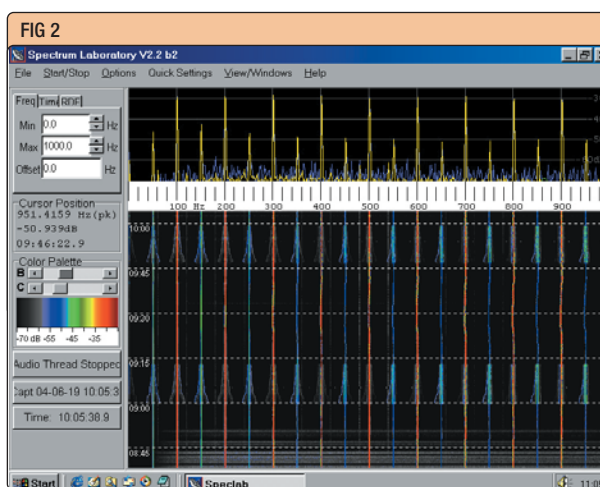 FIG 2
Spectrum Laboratory V2.2 b2
File Start/Stop Options Quick Settings View/Windows Help
Freq Time RDF
Min 0.0 Hz
Max 1000.0 Hz
Offset 0.0 Hz
Cursor Position
951.4159 Hz(pk)
-50.939dB
09:46:22.9
Color Palette
B
C
-70 dB -55 -45 -35
Audio Thread Stopped
Capt 04-06-19 10:05:3
Time: 10:05:38.9
100 Hz 200 300 400 500 600 700 800 900
10:00
09:45
09:20
09:15
09:00
08:45
Start Speclab